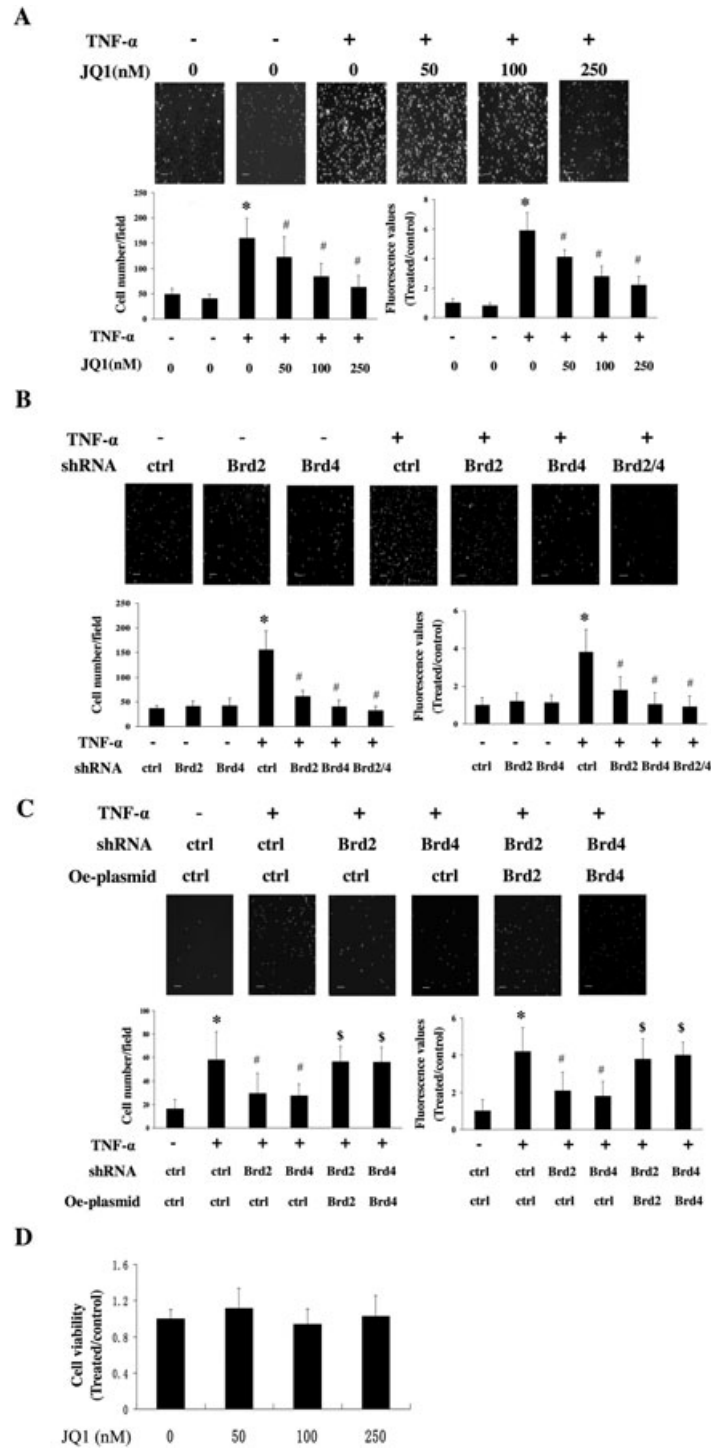 A
TNF-α - - + + + +
JQ1(nM) 0 0 0 50 100 250
Cell number/field
250
200
150
100
50
0
* # # #
TNF-α - - + + + +
JQ1(nM) 0 0 0 50 100 250
Fluorescence values
(Treated/control)
8
6
4
2
0
* # # #
- - + + + +
0 0 0 50 100 250
B
TNF-α - - - + + + +
shRNA ctrl Brd2 Brd4 ctrl Brd2 Brd4 Brd2/4
Cell number/field
250
200
150
100
50
0
* # # #
TNF-α - - - + + + +
shRNA ctrl Brd2 Brd4 ctrl Brd2 Brd4 Brd2/4
Fluorescence values
(Treated/control)
6
4
2
0
* # # #
- - - + + + +
ctrl Brd2 Brd4 ctrl Brd2 Brd4 Brd2/4
C
TNF-α - + + + + +
shRNA ctrl ctrl Brd2 Brd4 Brd2 Brd4
Oe-plasmid ctrl ctrl ctrl ctrl Brd2 Brd4
Cell number/field
100
80
60
40
20
0
* # # $ $
TNF-α - + + + + +
shRNA ctrl ctrl Brd2 Brd4 Brd2 Brd4
Oe-plasmid ctrl ctrl ctrl ctrl Brd2 Brd4
Fluorescence values
(Treated/control)
6
4
2
0
* # # $ $
- + + + + +
ctrl ctrl Brd2 Brd4 Brd2 Brd4
ctrl ctrl ctrl ctrl Brd2 Brd4
D
Cell viability
(Treated/control)
1.6
1.2
0.8
0.4
0
JQ1 (nM) 0 50 100 250